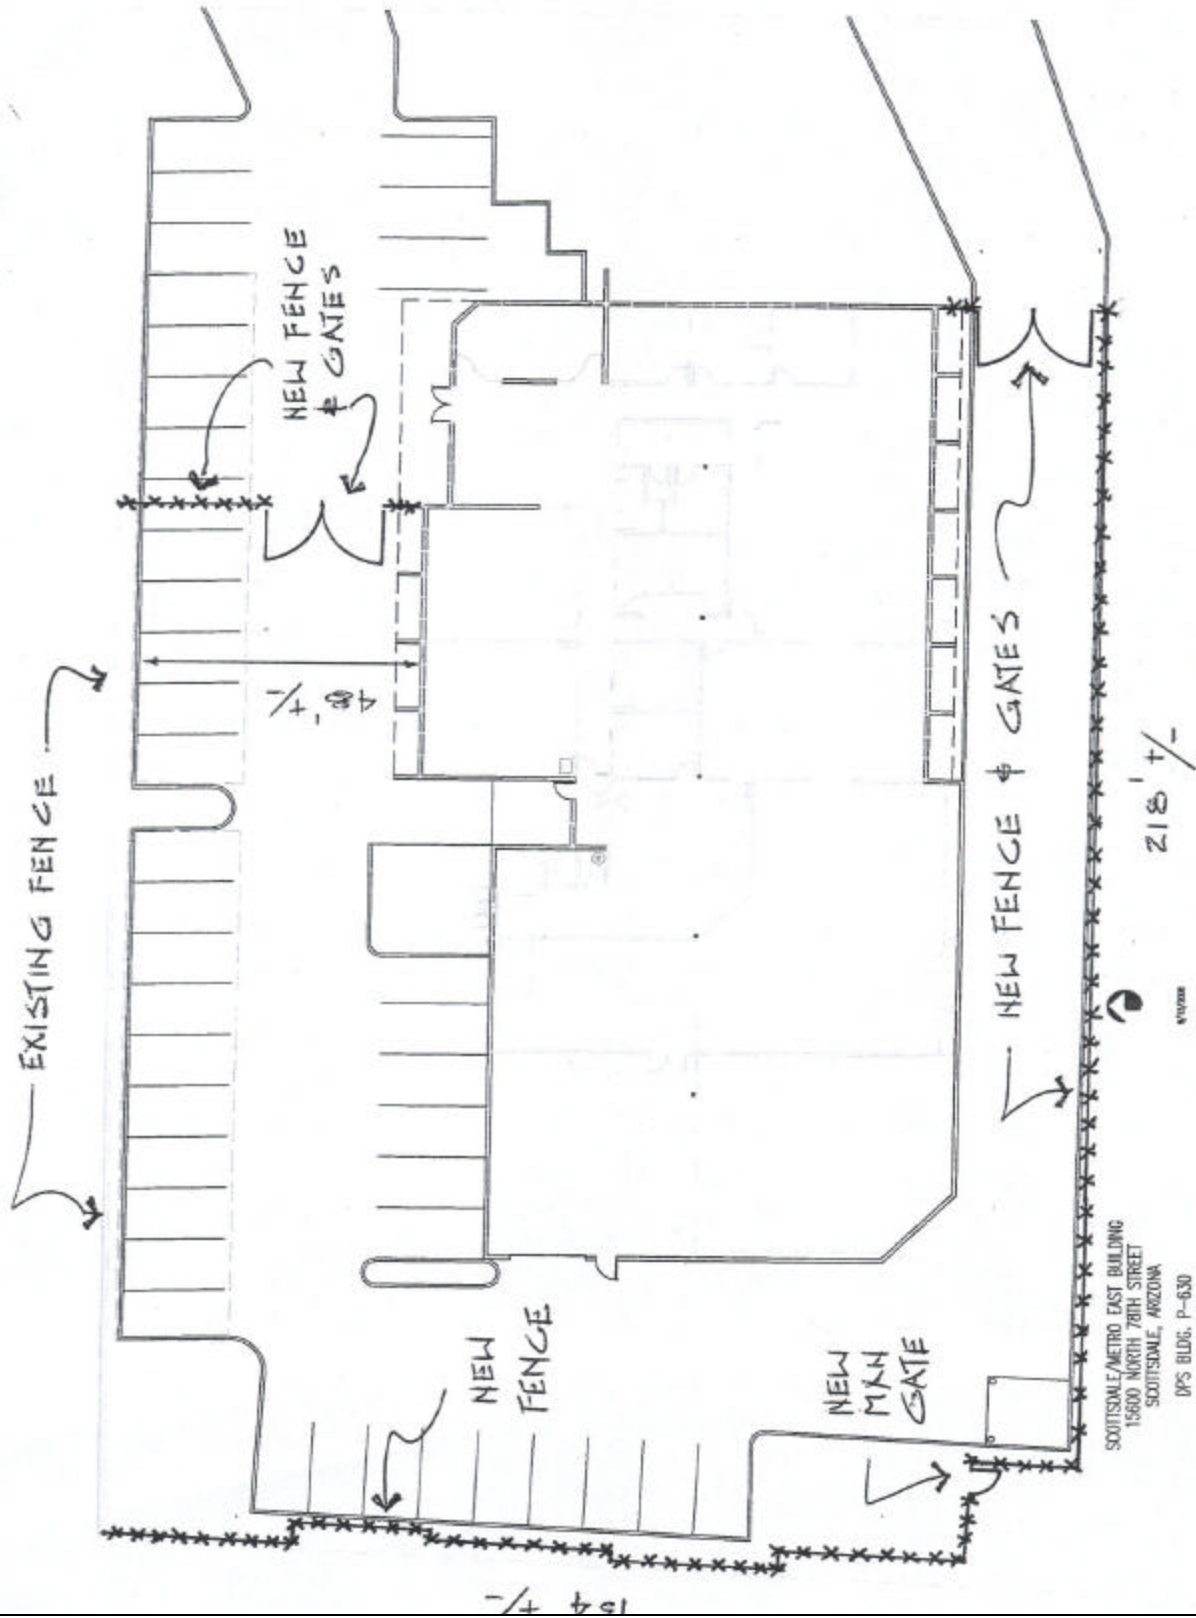 EXISTING FENCE
NEW FENCE
& GATES
48' +/-
NEW FENCE & GATES
218' +/-
NEW
FENCE
NEW
MAN
GATE
+/-
SCOTTSDALE/METRO EAST BUILDING
15600 NORTH 78TH STREET
SCOTTSDALE, ARIZONA
DPS BLDG. P-630